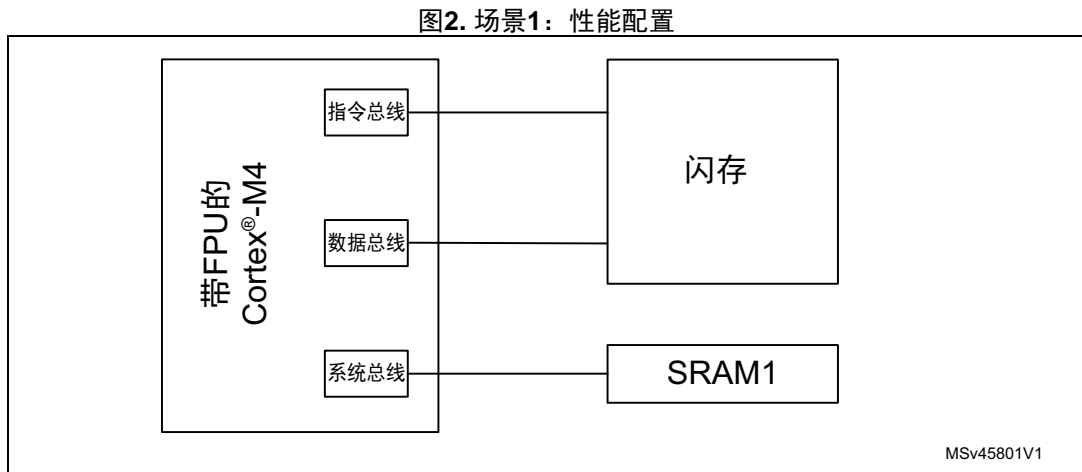 图2. 场景1：性能配置
带FPU的
Cortex®-M4
指令总线
数据总线
系统总线
闪存
SRAM1
MSv45801V1